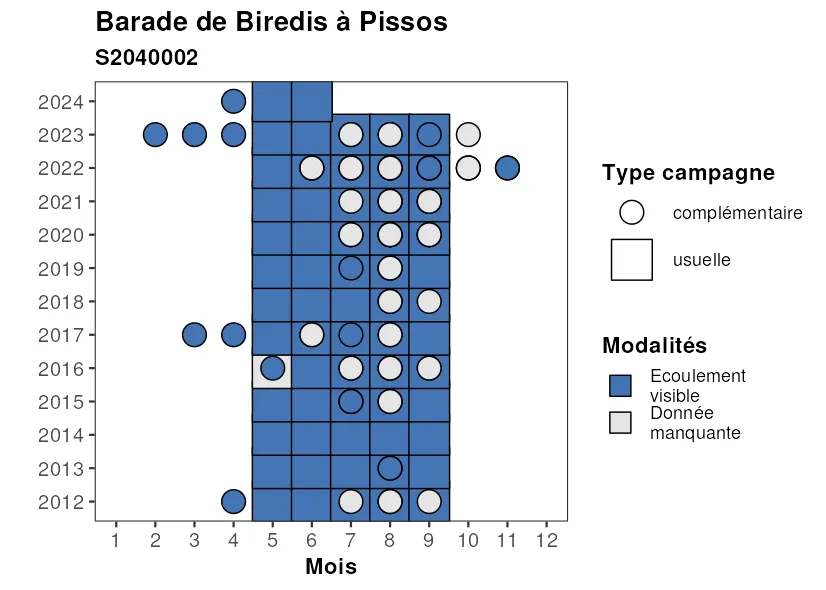 Barade de Biredis à Pissos
S2040002
2024
2023
2022
2021
2020
2019
2018
2017
2016
2015
2014
2013
2012
1 2 3 4 5 6 7 8 9 10 11 12
Mois
Type campagne
complémentaire
usuelle
Modalités
Ecoulement
visible
Donnée
manquante